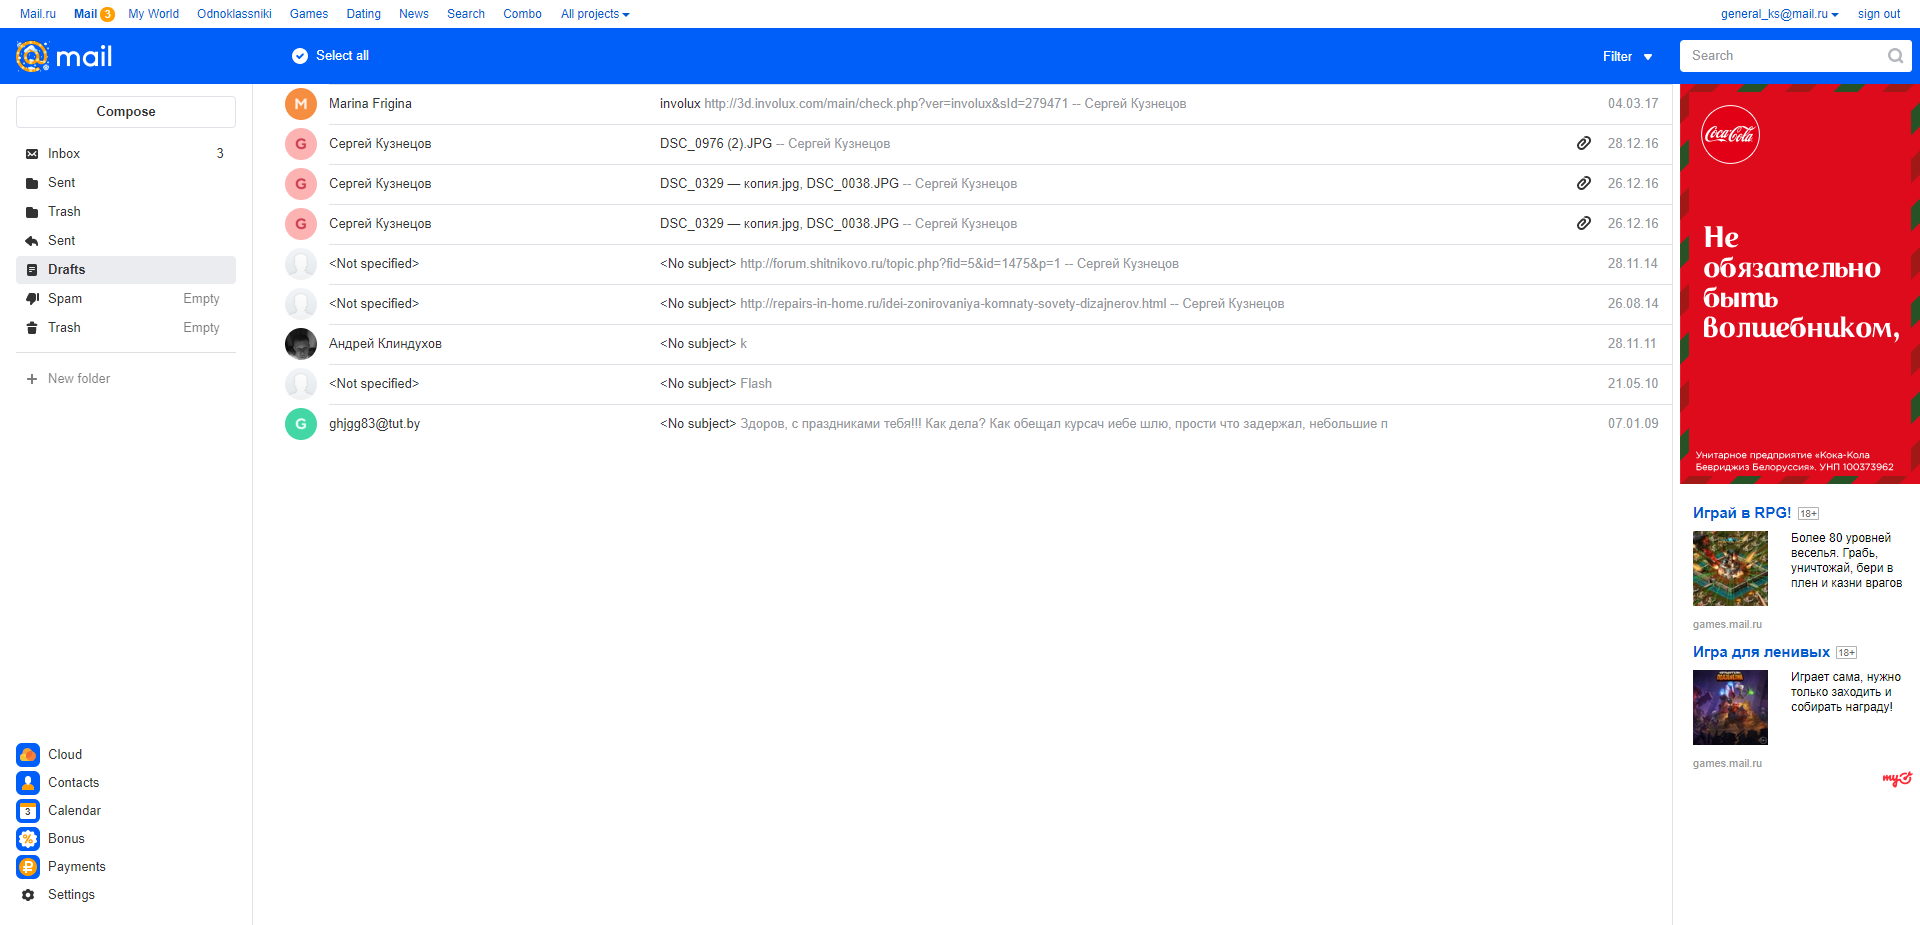 Mail.ru Mail 3 My World Odnoklassniki Games Dating News Search Combo All projects general_ks@mail.ru sign out
@mail Select all Filter Search
Compose
Inbox 3
Sent
Trash
Sent
Drafts
Spam Empty
Trash Empty
+ New folder
Cloud
Contacts
3 Calendar
% Bonus
₽ Payments
Settings
M Marina Frigina involux http://3d.involux.com/main/check.php?ver=involux&sId=279471 -- Сергей Кузнецов 04.03.17
G Сергей Кузнецов DSC_0976 (2).JPG -- Сергей Кузнецов 28.12.16
G Сергей Кузнецов DSC_0329 — копия.jpg, DSC_0038.JPG -- Сергей Кузнецов 26.12.16
G Сергей Кузнецов DSC_0329 — копия.jpg, DSC_0038.JPG -- Сергей Кузнецов 26.12.16
<Not specified> <No subject> http://forum.shitnikovo.ru/topic.php?fid=5&id=1475&p=1 -- Сергей Кузнецов 28.11.14
<Not specified> <No subject> http://repairs-in-home.ru/idei-zonirovaniya-komnaty-sovety-dizajnerov.html -- Сергей Кузнецов 26.08.14
Андрей Клиндухов <No subject> k 28.11.11
<Not specified> <No subject> Flash 21.05.10
G ghjgg83@tut.by <No subject> Здоров, с праздниками тебя!!! Как дела? Как обещал курсач иебе шлю, прости что задержал, небольшие п 07.01.09
Coca-Cola
Не
обязательно
быть
волшебником,
Унитарное предприятие «Кока-Кола
Бевриджиз Белоруссия». УНП 100373962
Играй в RPG! 18+
Более 80 уровней
веселья. Грабь,
уничтожай, бери в
плен и казни врагов
games.mail.ru
Игра для ленивых 18+
Играет сама, нужно
только заходить и
собирать награду!
games.mail.ru
my